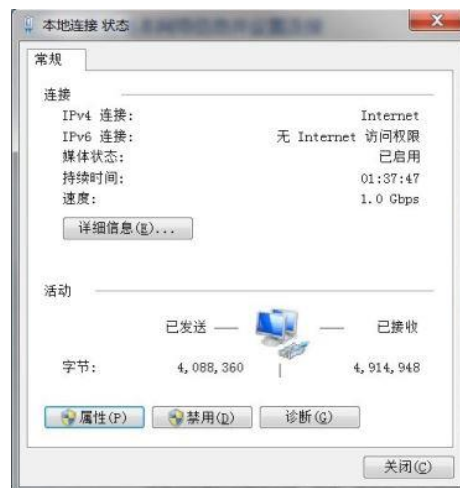 本地连接 状态
常规
连接
IPv4 连接: Internet
IPv6 连接: 无 Internet 访问权限
媒体状态: 已启用
持续时间: 01:37:47
速度: 1.0 Gbps
详细信息(E)...
活动
已发送 — — 已接收
字节: 4,088,360 | 4,914,948
属性(P) 禁用(D) 诊断(G)
关闭(C)